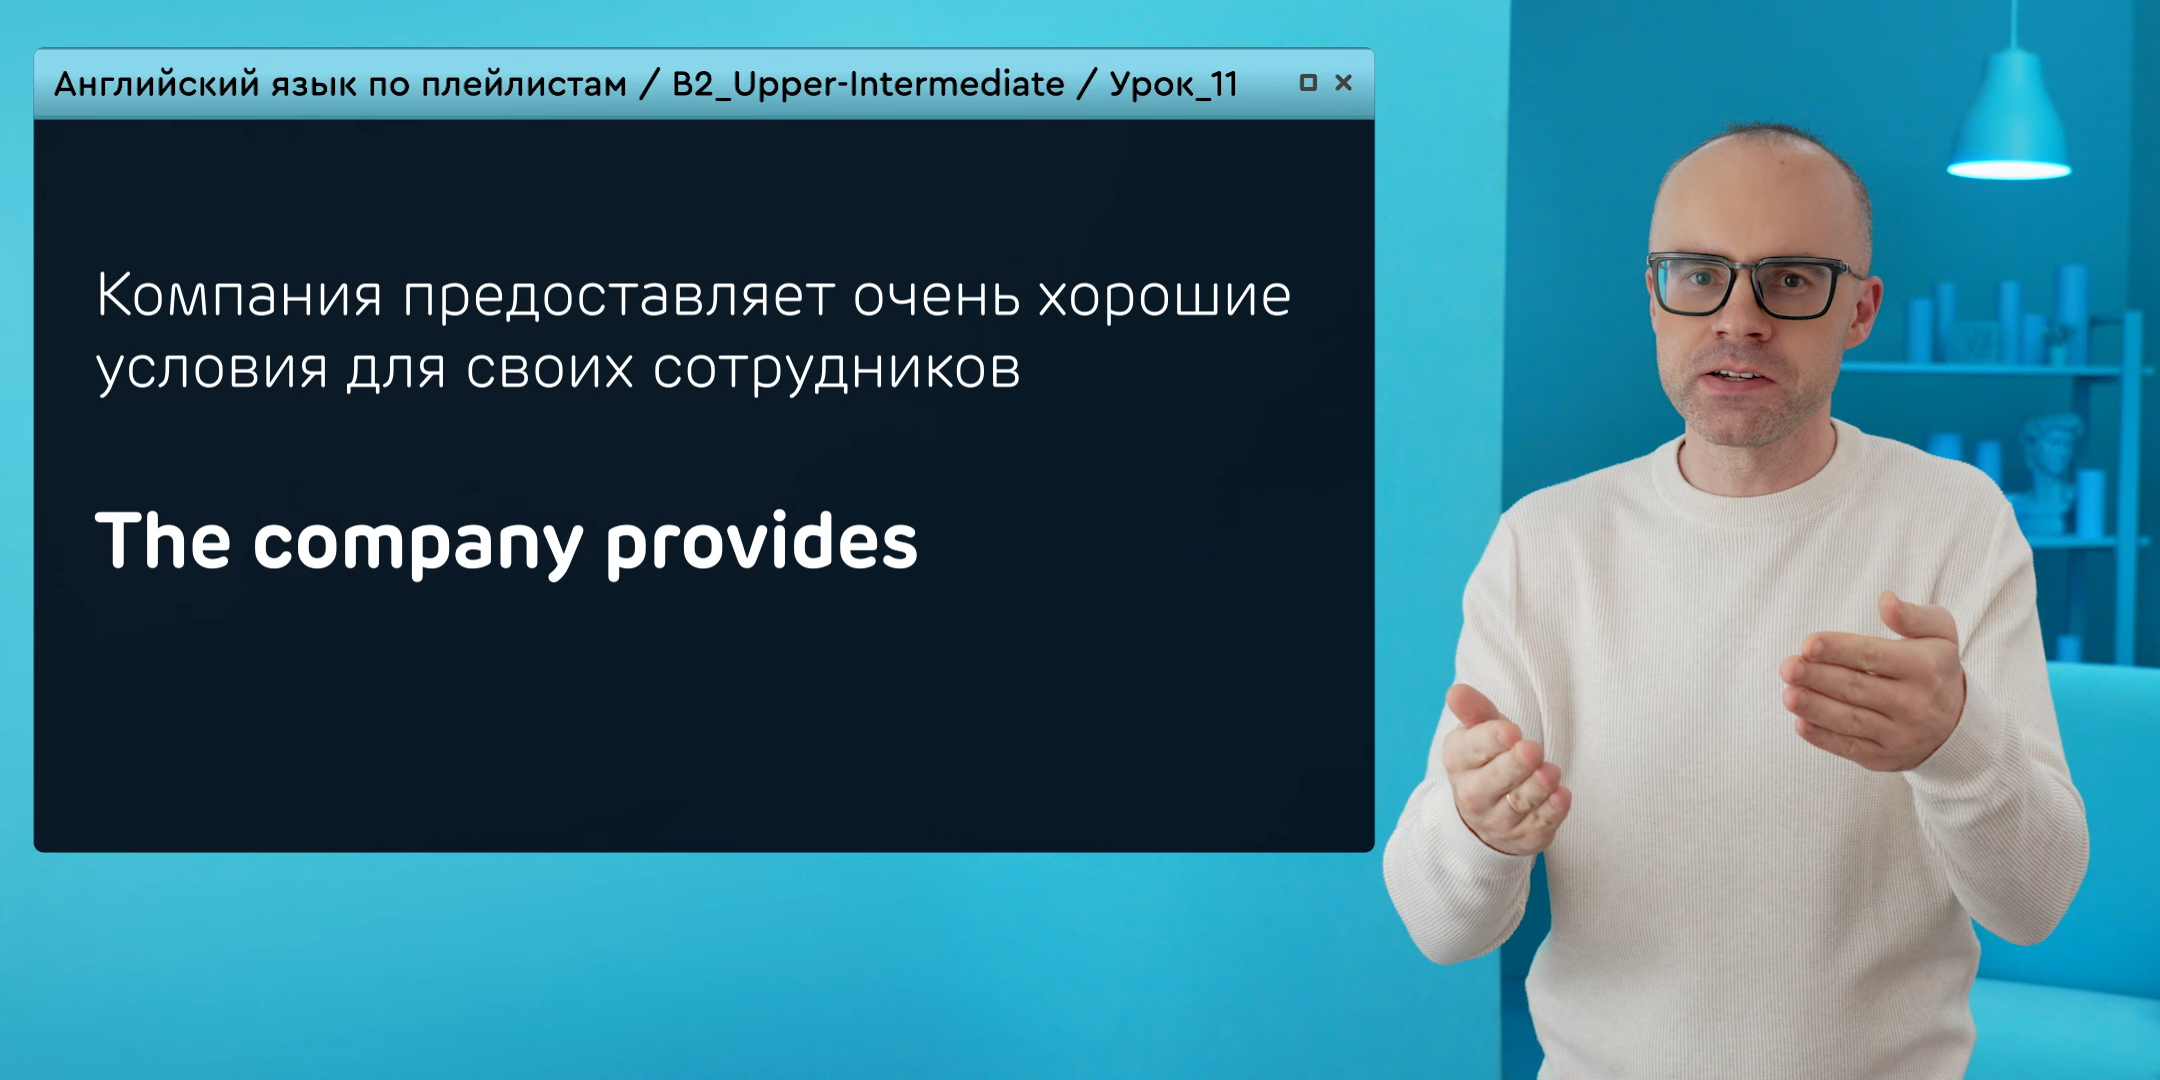 Английский язык по плейлистам / B2_Upper-Intermediate / Урок_11
Компания предоставляет очень хорошие
условия для своих сотрудников
The company provides